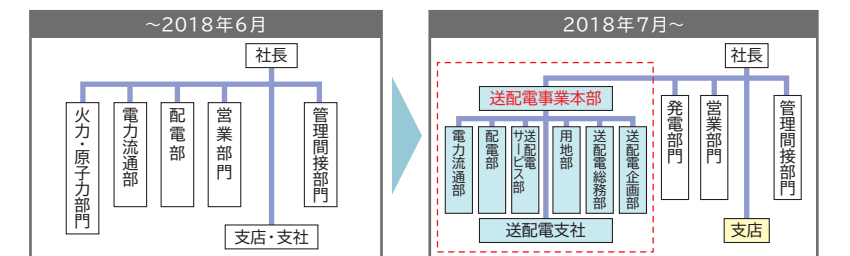 ～2018年6月
社長
火力・原子力部門
電力流通部
配電部
営業部門
管理間接部門
支店・支社
2018年7月～
社長
送配電事業本部
電力流通部
配電部
送配電
サービス部
用地部
送配電総務部
送配電企画部
送配電支社
発電部門
営業部門
管理間接部門
支店